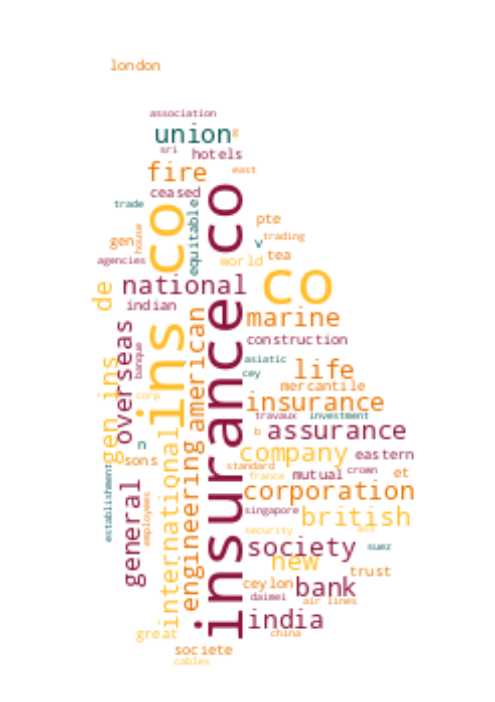 london
association
union
g
sri
hotels
fire
east
ceased
trade
equitable
co
co
pte
v
trading
gen
house
agencies
world
tea
national
co
de
indian
marine
overseas
banque
ins
american
insurance
construction
asiatic
cey
life
mercantile
gen ins
corp
insurance
travaux
investment
b
assurance
n
company
eastern
sons
standard
france
mutual
crown
et
establishment
general
employees
international
engineering
corporation
singapore
british
security
society
suez
new
trust
ceylon
bank
daimei
air lines
india
great
china
societe
cables